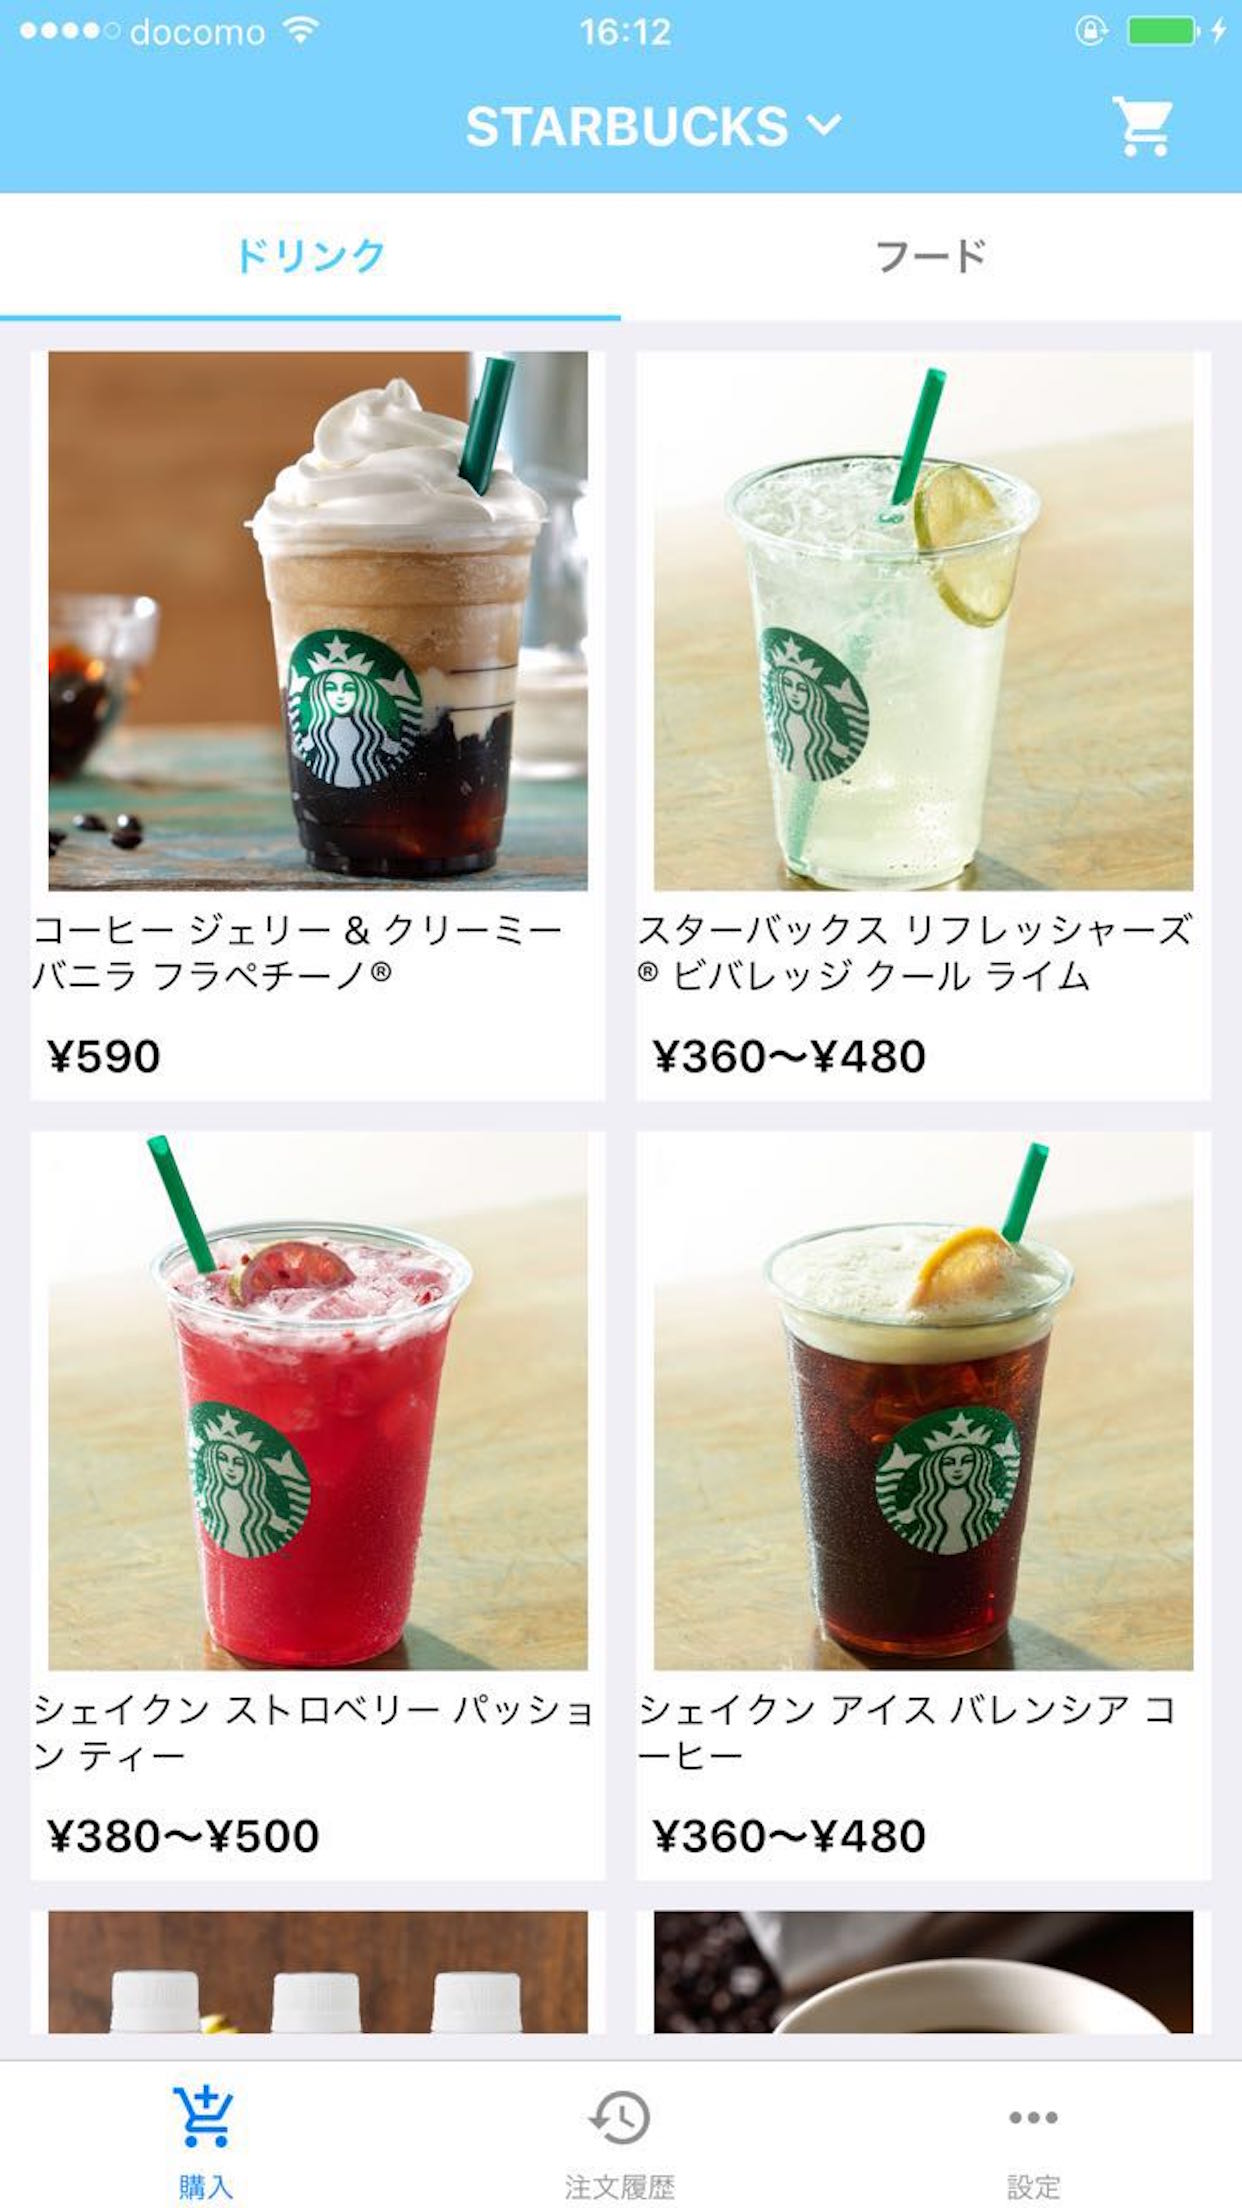 docomo
16:12
STARBUCKS
ドリンク
フード
コーヒー ジェリー & クリーミー
バニラ フラペチーノ®
¥590
スターバックス リフレッシャーズ
® ビバレッジ クール ライム
¥360〜¥480
シェイクン ストロベリー パッショ
ン ティー
¥380〜¥500
シェイクン アイス バレンシア コ
ーヒー
¥360〜¥480
購入
注文履歴
設定